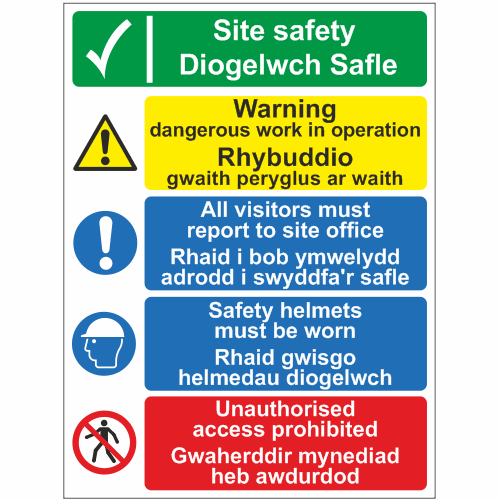 Site safety
Diogelwch Safle
Warning
dangerous work in operation
Rhybuddio
gwaith peryglus ar waith
All visitors must
report to site office
Rhaid i bob ymwelydd
adrodd i swyddfa'r safle
Safety helmets
must be worn
Rhaid gwisgo
helmedau diogelwch
Unauthorised
access prohibited
Gwaherddir mynediad
heb awdurdod